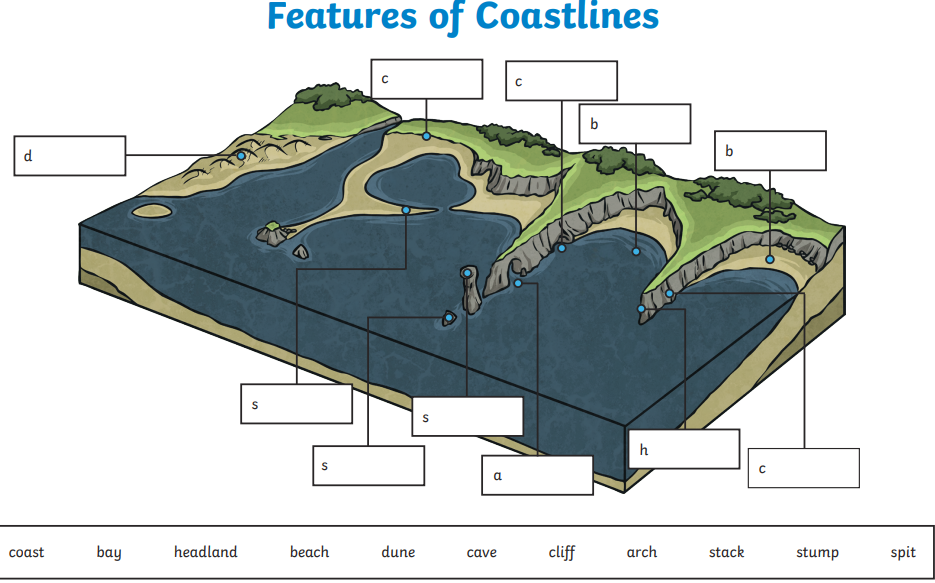 Features of Coastlines
c
c
b
b
d
s
s
s
a
h
c
coast bay headland beach dune cave cliff arch stack stump spit